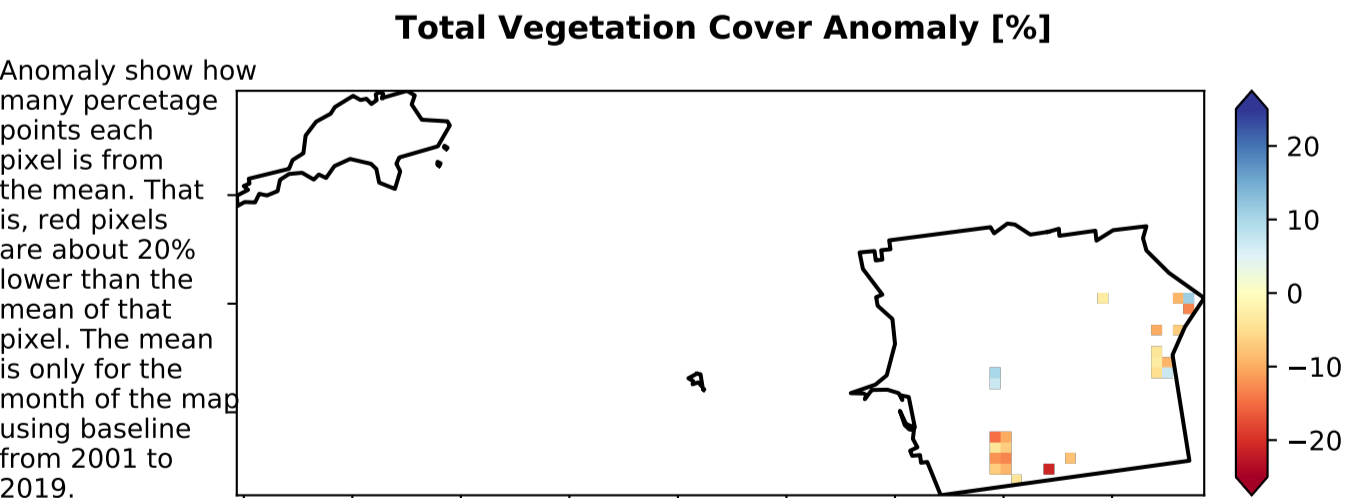 Total Vegetation Cover Anomaly [%]
Anomaly show how
many percetage
points each
pixel is from
the mean. That
is, red pixels
are about 20%
lower than the
mean of that
pixel. The mean
is only for the
month of the map
using baseline
from 2001 to
2019.
20
10
0
−10
−20